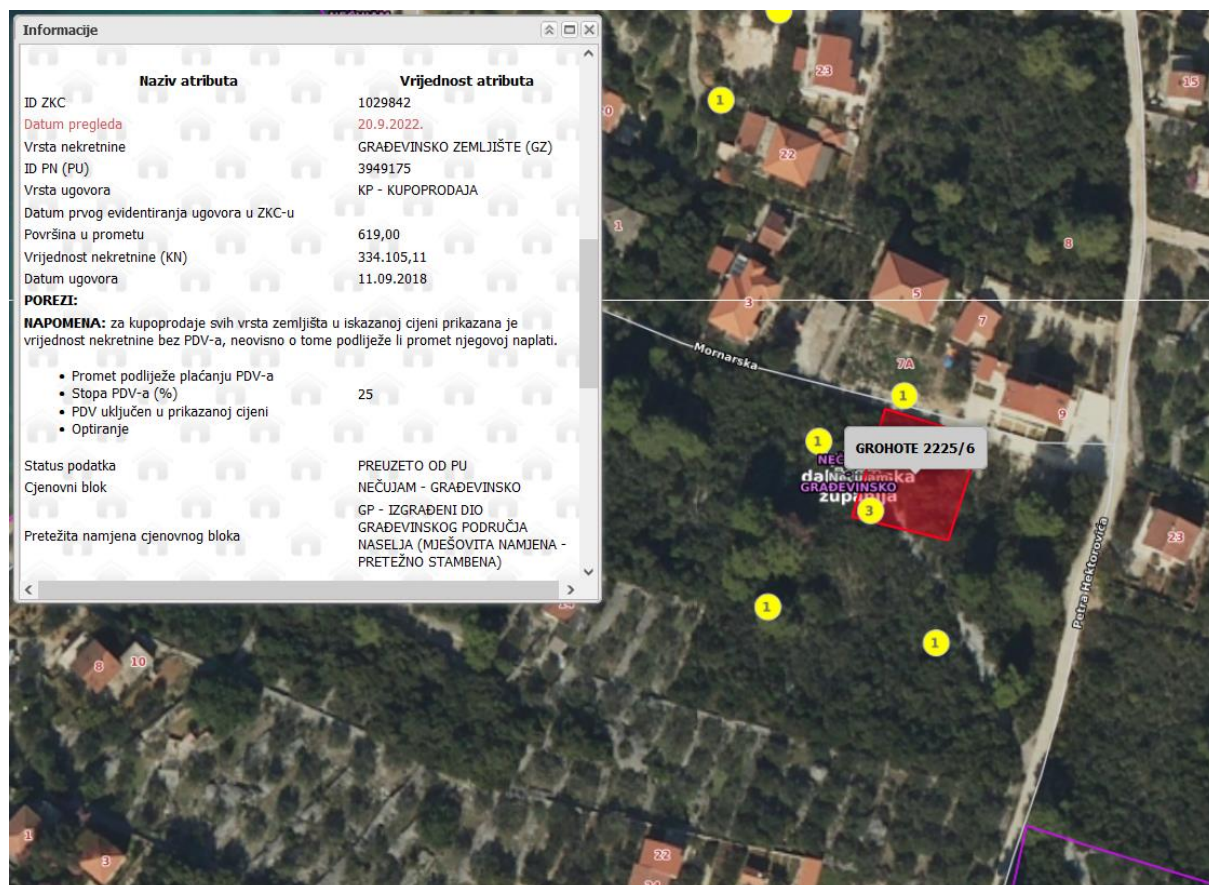 Informacije
Naziv atributa Vrijednost atributa
ID ZKC 1029842
Datum pregleda 20.9.2022.
Vrsta nekretnine GRAĐEVINSKO ZEMLJIŠTE (GZ)
ID PN (PU) 3949175
Vrsta ugovora KP - KUPOPRODAJA
Datum prvog evidentiranja ugovora u ZKC-u
Površina u prometu 619,00
Vrijednost nekretnine (KN) 334.105,11
Datum ugovora 11.09.2018
POREZI:
NAPOMENA: za kupoprodaje svih vrsta zemljišta u iskazanoj cijeni prikazana je
vrijednost nekretnine bez PDV-a, neovisno o tome podliježe li promet njegovoj naplati.
• Promet podliježe plaćanju PDV-a
• Stopa PDV-a (%) 25
• PDV uključen u prikazanoj cijeni
• Optiranje
Status podatka PREUZETO OD PU
Cjenovni blok NEČUJAM - GRAĐEVINSKO
Pretežita namjena cjenovnog bloka GP - IZGRAĐENI DIO
GRAĐEVINSKOG PODRUČJA
NASELJA (MJEŠOVITA NAMJENA -
PRETEŽNO STAMBENA)
23
15
1
22
1
8
3
5
7
Mornarska
7A
1
9
1
GROHOTE 2225/6
GRAĐEVINSKO
županija
3
23
Petra Hektorovića
1
1
8
10
1
3
22